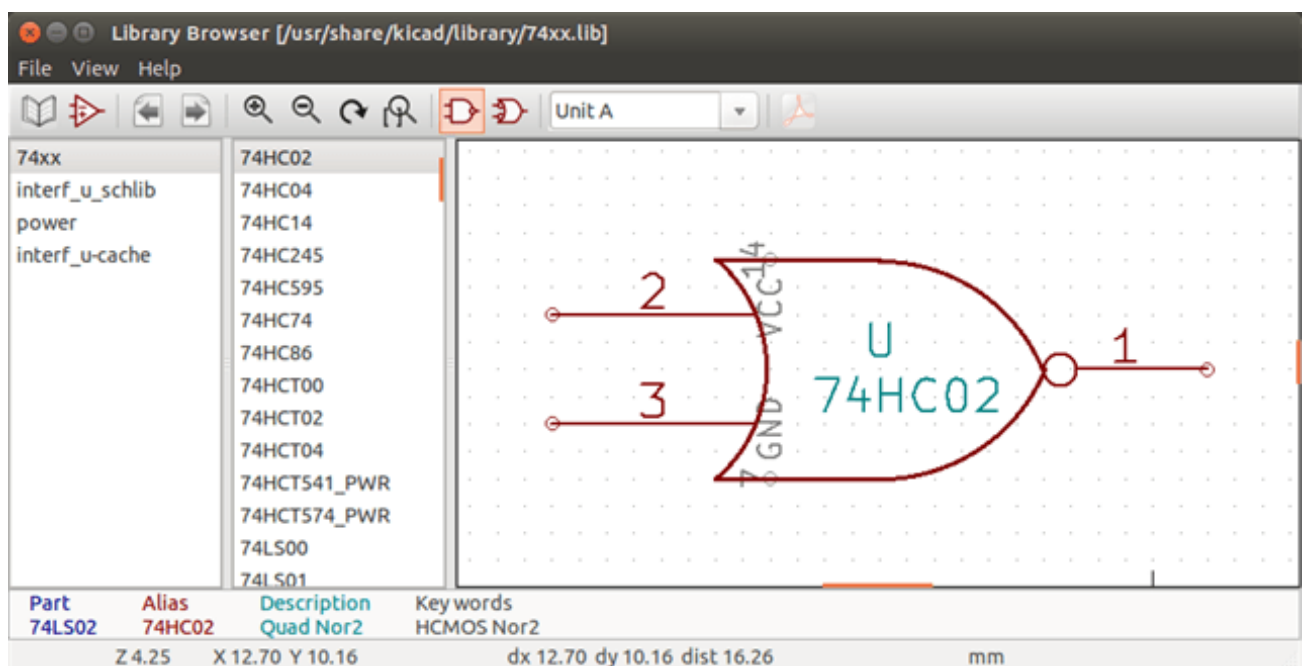 Library Browser [/usr/share/kicad/library/74xx.lib]
File View Help
Unit A
74xx
interf_u_schlib
power
interf_u-cache
74HC02
74HC04
74HC14
74HC245
74HC595
74HC74
74HC86
74HCT00
74HCT02
74HCT04
74HCT541_PWR
74HCT574_PWR
74LS00
74LS01
14
VCC
2
U
1
74HC02
3
GND
7
Part Alias Description Key words
74LS02 74HC02 Quad Nor2 HCMOS Nor2
Z 4.25 X 12.70 Y 10.16 dx 12.70 dy 10.16 dist 16.26 mm